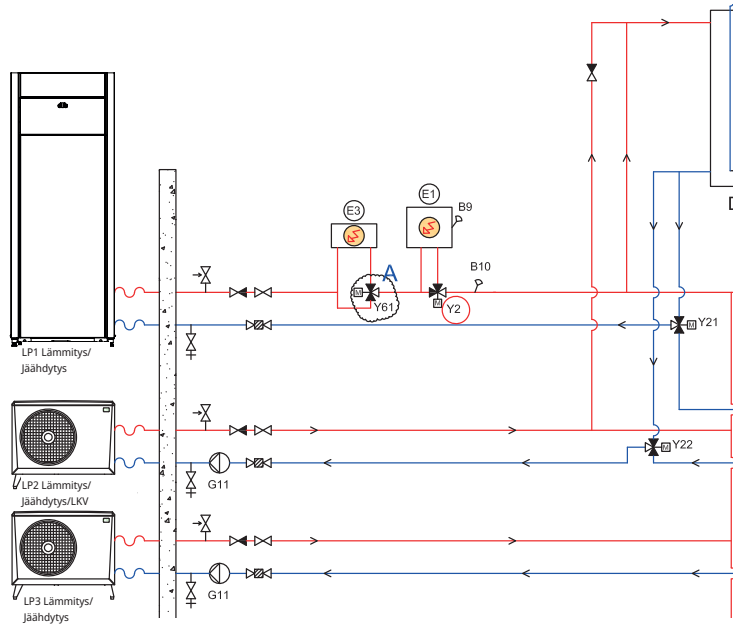 E3
E1
B9
A
B10
M
Y61
M
Y2
M
Y21
LP1 Lämmitys/
Jäähdytys
M
Y22
G11
LP2 Lämmitys/
Jäähdytys/LKV
G11
LP3 Lämmitys/
Jäähdytys